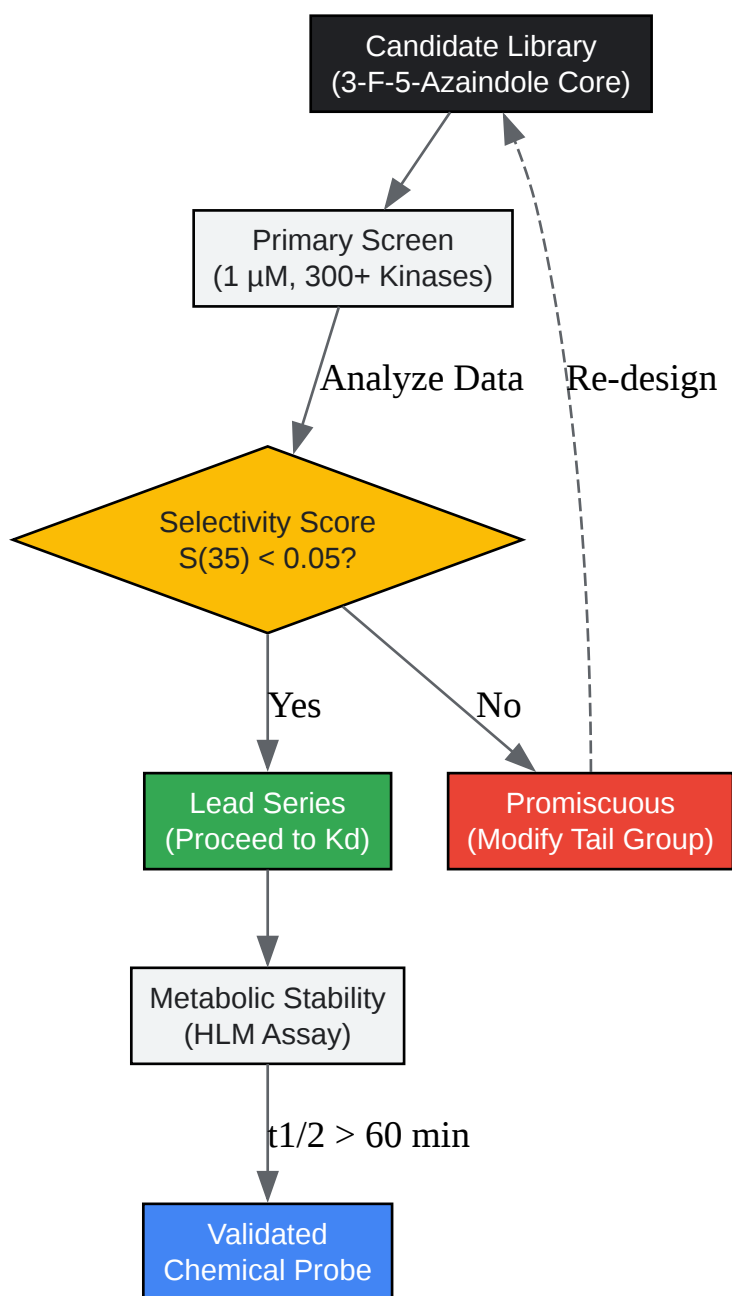 Candidate Library
(3-F-5-Azaindole Core)
Primary Screen
(1 µM, 300+ Kinases)
Analyze Data
Re-design
Selectivity Score
S(35) < 0.05?
Yes
No
Lead Series
(Proceed to Kd)
Promiscuous
(Modify Tail Group)
Metabolic Stability
(HLM Assay)
t1/2 > 60 min
Validated
Chemical Probe